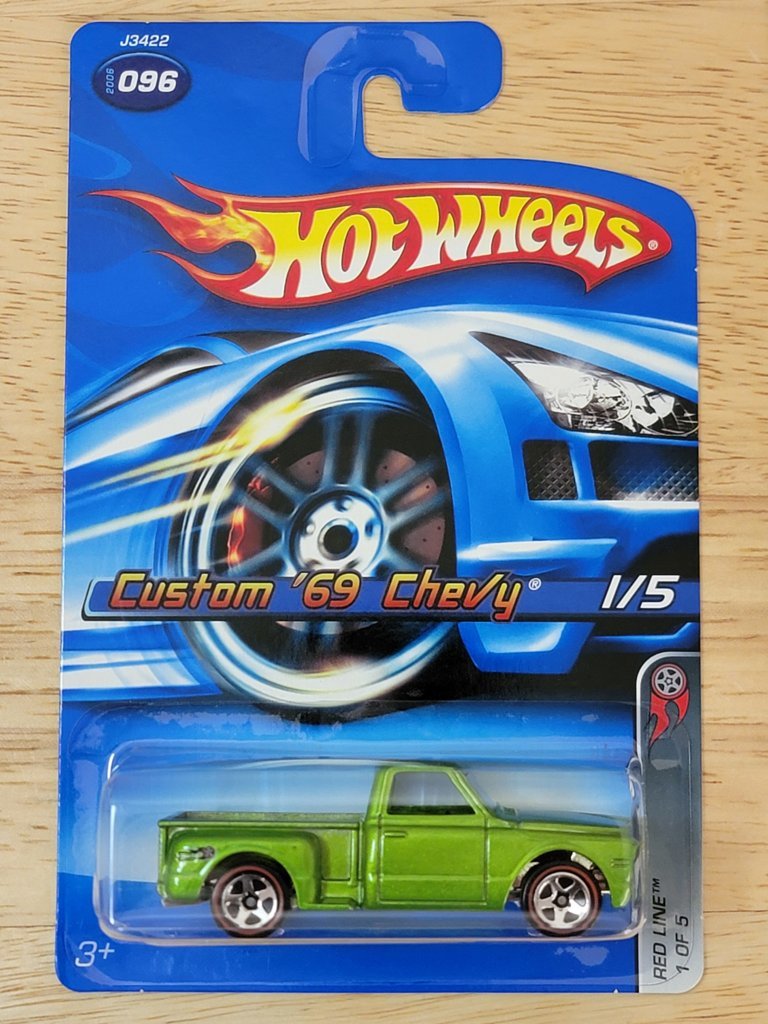 J3422
2006
096
HOT WHEELS®
Custom '69 Chevy® 1/5
3+
RED LINE™
1 OF 5